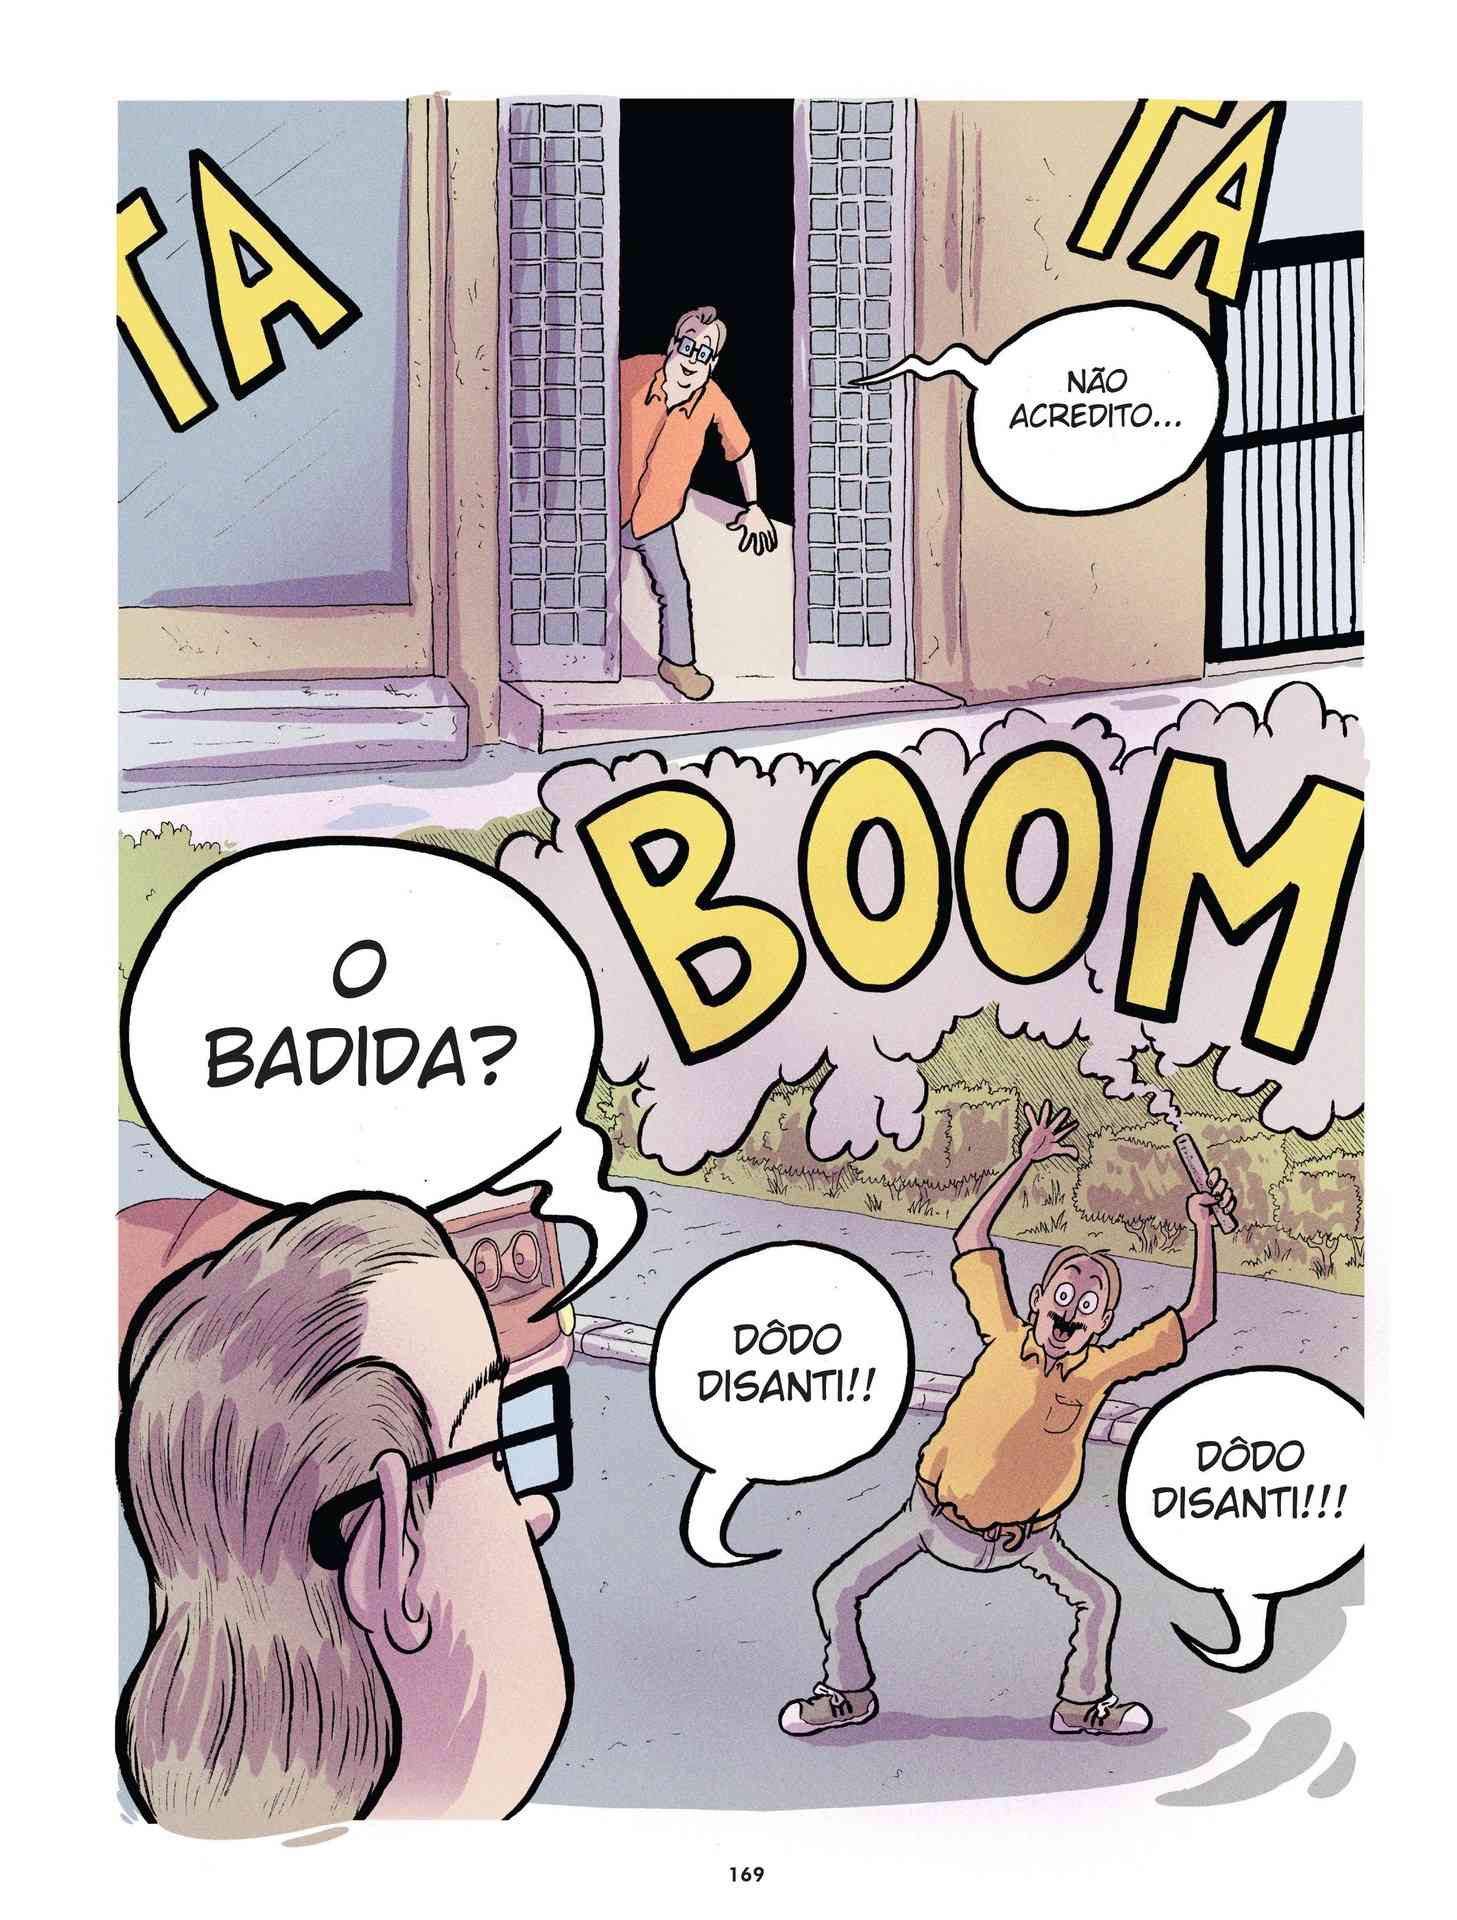 TA
TA
NÃO
ACREDITO...
BOOM
O
BADIDA?
DÔDO
DISANTI!!
DÔDO
DISANTI!!!
169